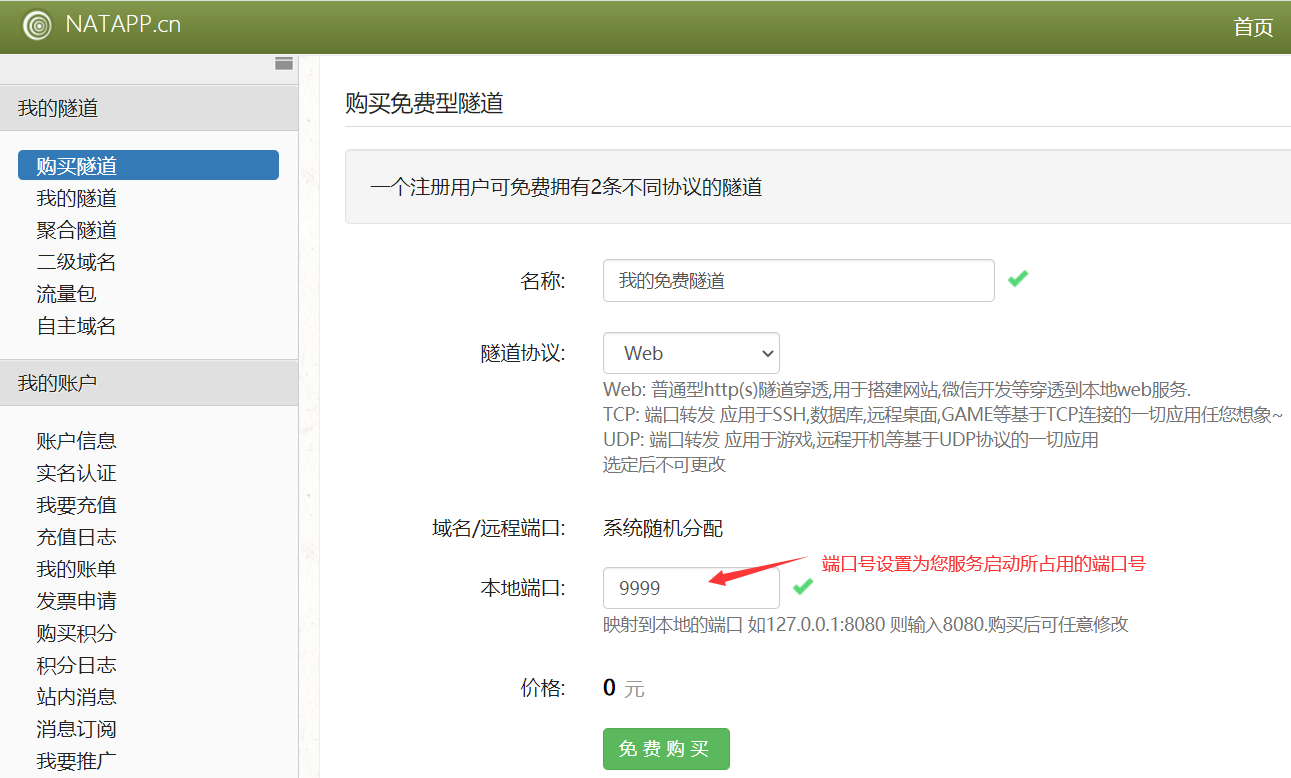 NATAPP.cn
首页
我的隧道
购买隧道
我的隧道
聚合隧道
二级域名
流量包
自主域名
我的账户
账户信息
实名认证
我要充值
充值日志
我的账单
发票申请
购买积分
积分日志
站内消息
消息订阅
我要推广
购买免费型隧道
一个注册用户可免费拥有2条不同协议的隧道
名称: 我的免费隧道
隧道协议: Web
Web: 普通型http(s)隧道穿透,用于搭建网站,微信开发等穿透到本地web服务.
TCP: 端口转发 应用于SSH,数据库,远程桌面,GAME等基于TCP连接的一切应用任您想象~
UDP: 端口转发 应用于游戏,远程开机等基于UDP协议的一切应用
选定后不可更改
域名/远程端口: 系统随机分配
端口号设置为您服务启动所占用的端口号
本地端口: 9999
映射到本地的端口 如127.0.0.1:8080 则输入8080.购买后可任意修改
价格: 0 元
免费购买